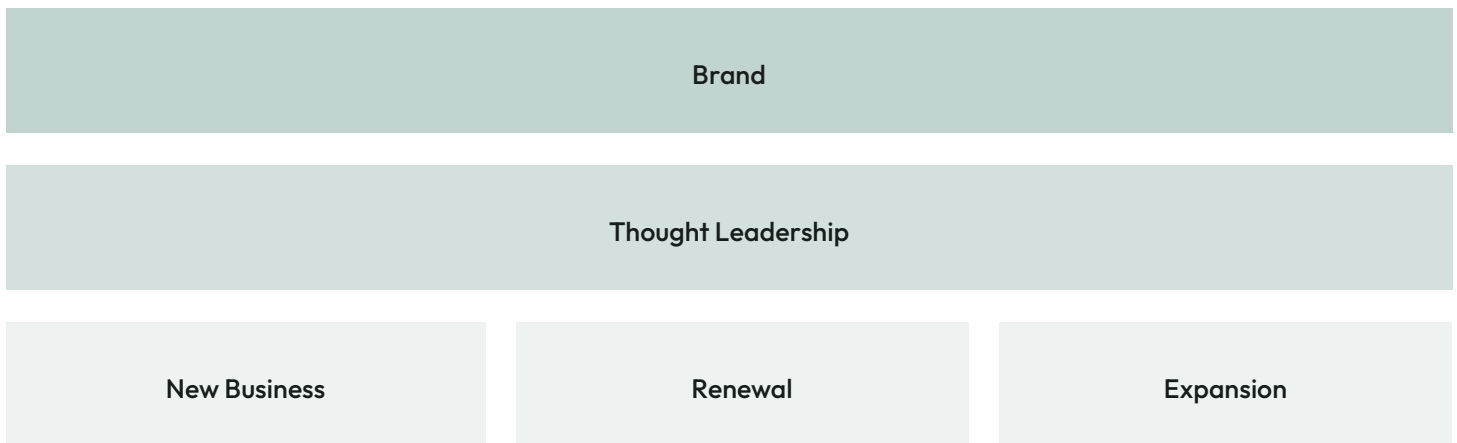 Brand
Thought Leadership
New Business
Renewal
Expansion